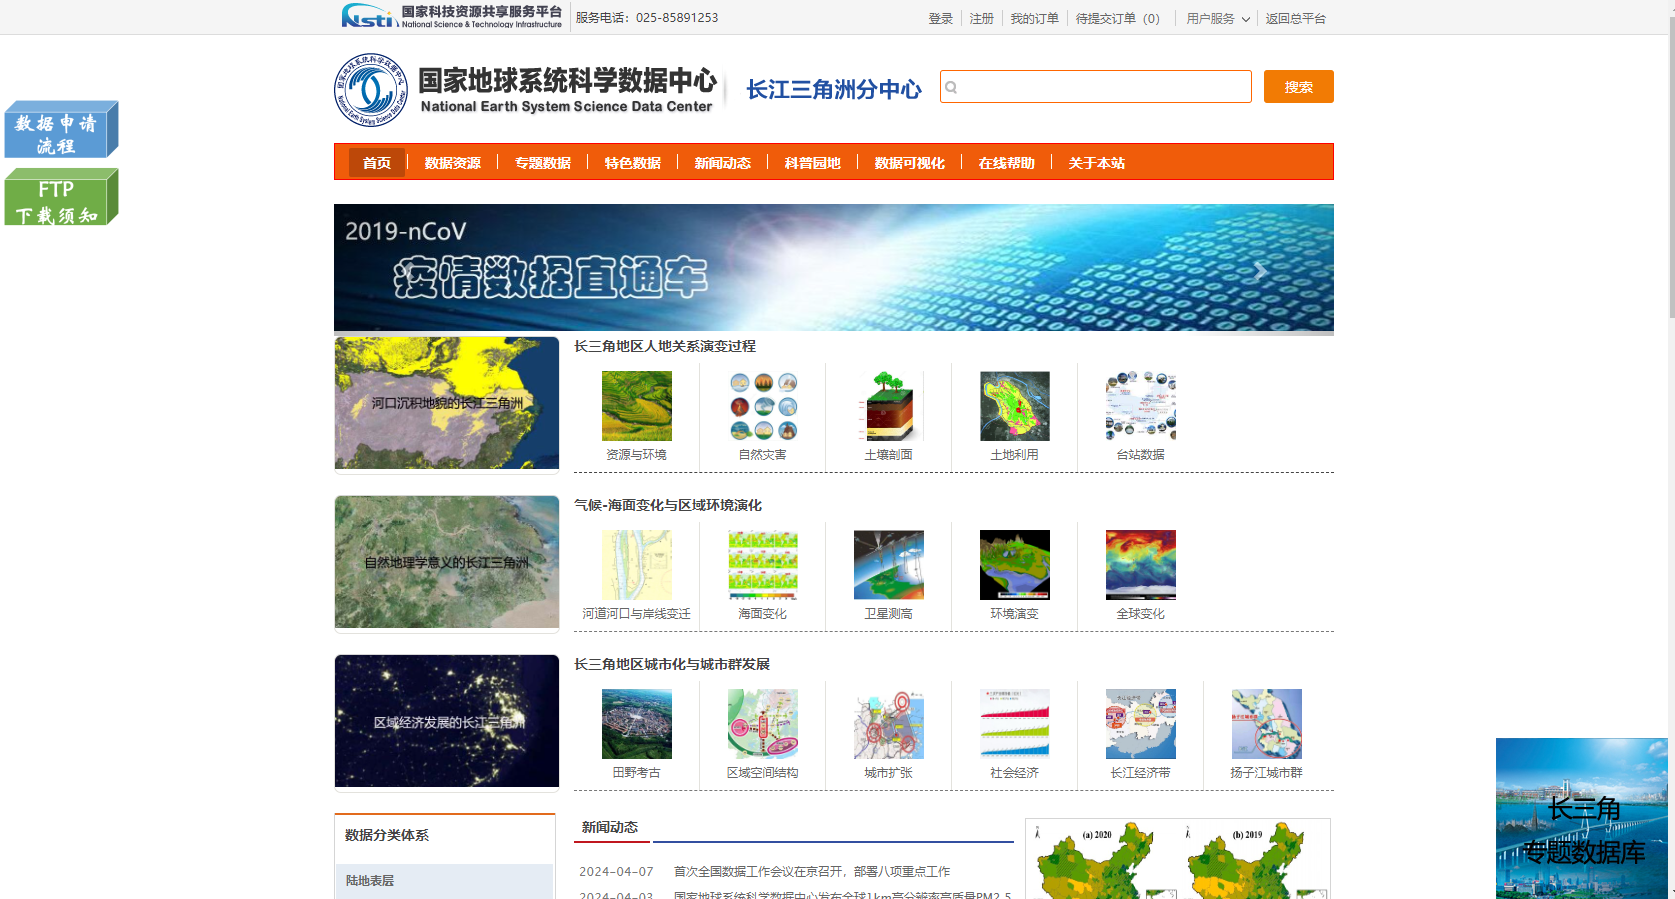 国家科技资源共享服务平台
National Science & Technology Infrastructure
服务电话：025-85891253
登录
注册
我的订单
待提交订单（0）
用户服务
返回总平台
国家地球系统科学数据中心
National Earth System Science Data Center
长江三角洲分中心
搜索
数据申请
流程
FTP
下载须知
首页
数据资源
专题数据
特色数据
新闻动态
科普园地
数据可视化
在线帮助
关于本站
2019-nCoV
疫情数据直通车
河口沉积地貌的长江三角洲
长三角地区人地关系演变过程
资源与环境
自然灾害
土壤剖面
土地利用
台站数据
自然地理学意义的长江三角洲
气候-海面变化与区域环境演化
河道河口与岸线变迁
海面变化
卫星测高
环境演变
全球变化
区域经济发展的长江三角洲
长三角地区城市化与城市群发展
田野考古
区域空间结构
城市扩张
社会经济
长江经济带
扬子江城市群
数据分类体系
陆地表层
新闻动态
2024-04-07 首次全国数据工作会议在京召开，部署八项重点工作
2024-04-03 国家地球系统科学数据中心发布全球1km高分辨率高质量PM2.5
(a) 2020
(b) 2019
长三角
专题数据库